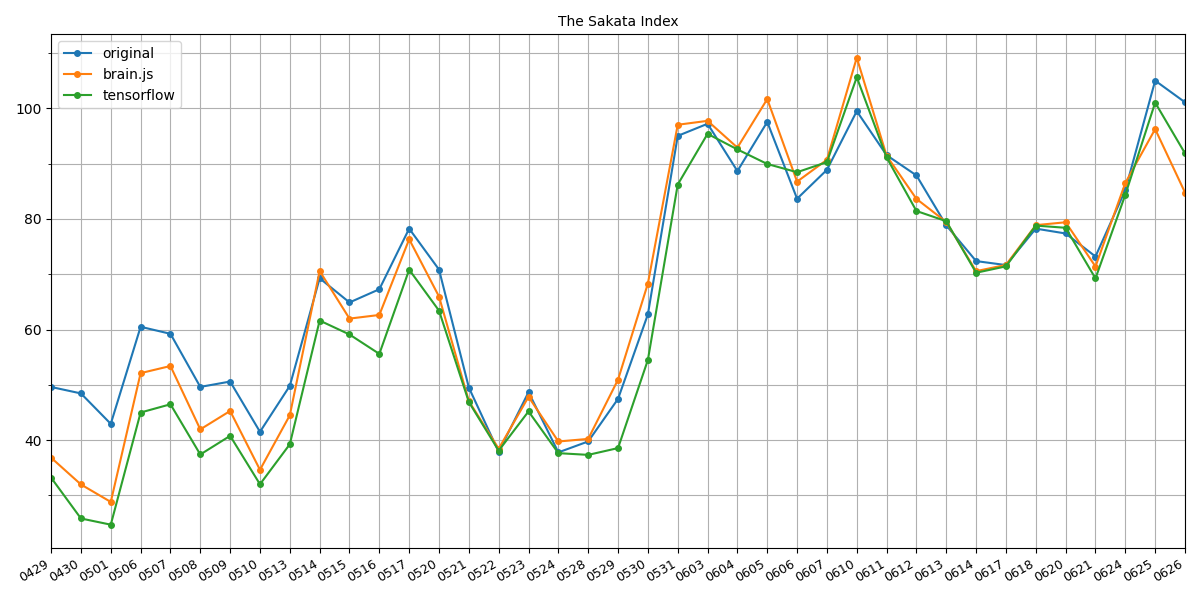 The Sakata Index
original
brain.js
tensorflow
100
80
60
40
0429 0430 0501 0506 0507 0508 0509 0510 0513 0514 0515 0516 0517 0520 0521 0522 0523 0524 0528 0529 0530 0531 0603 0604 0605 0606 0607 0610 0611 0612 0613 0614 0617 0618 0620 0621 0624 0625 0626